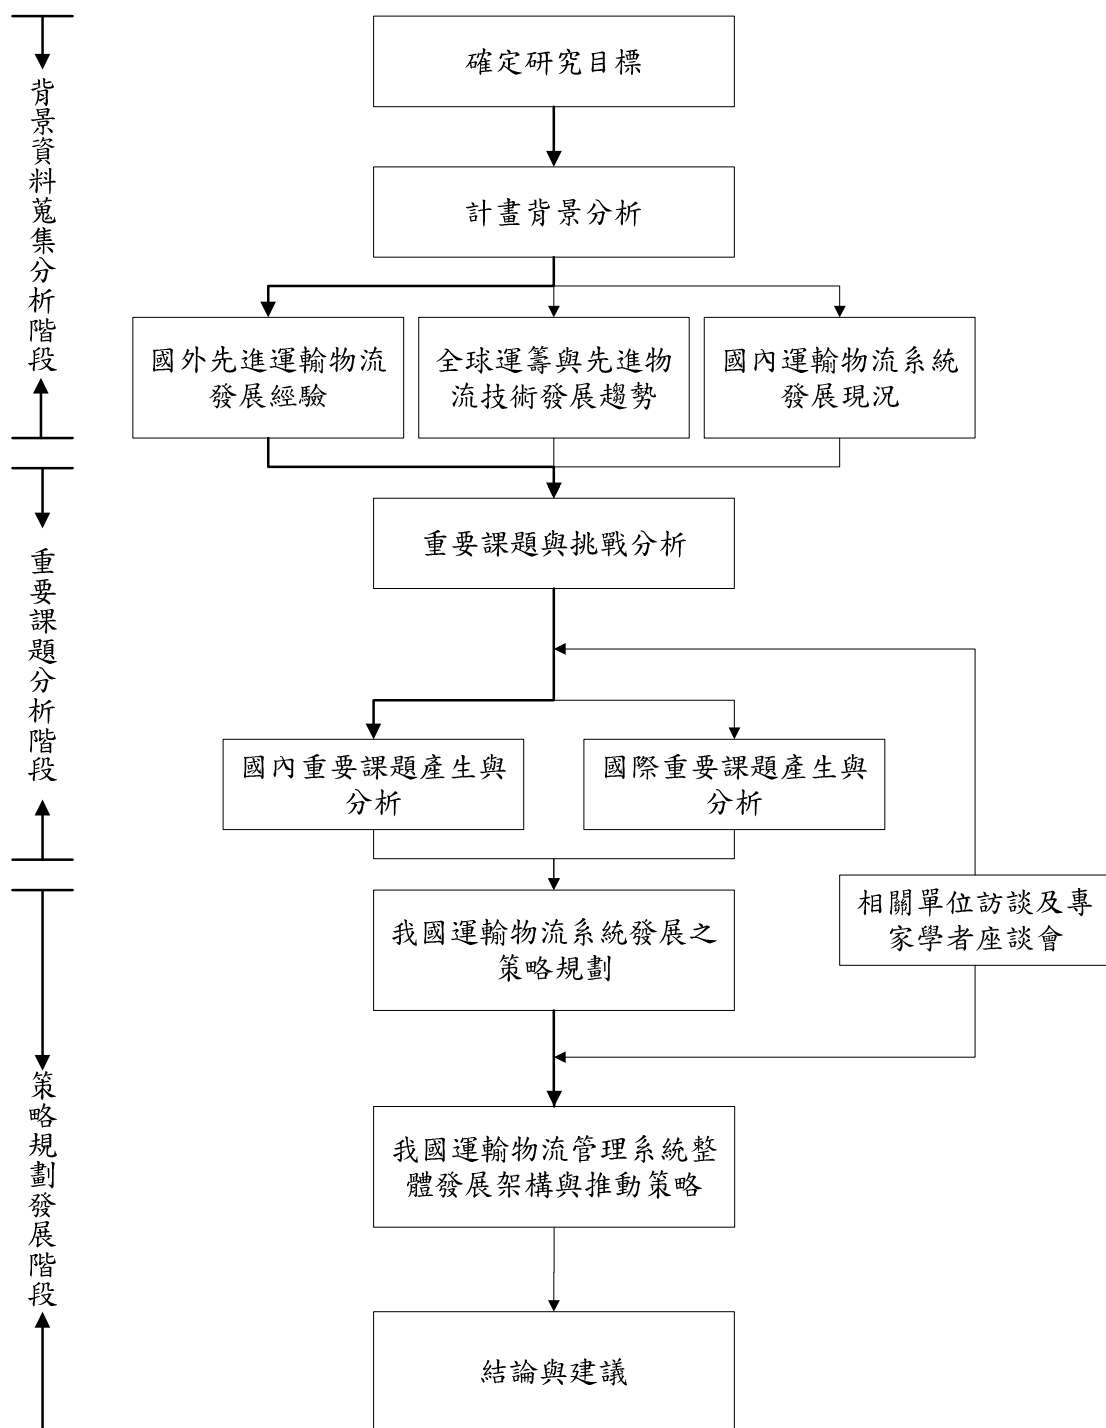 確定研究目標
計畫背景分析
國外先進運輸物流
發展經驗
全球運籌與先進物
流技術發展趨勢
國內運輸物流系統
發展現況
背景資料蒐集分析階段
重要課題與挑戰分析
國內重要課題產生與
分析
國際重要課題產生與
分析
重要課題分析階段
相關單位訪談及專
家學者座談會
我國運輸物流系統發展之
策略規劃
我國運輸物流管理系統整
體發展架構與推動策略
結論與建議
策略規劃發展階段